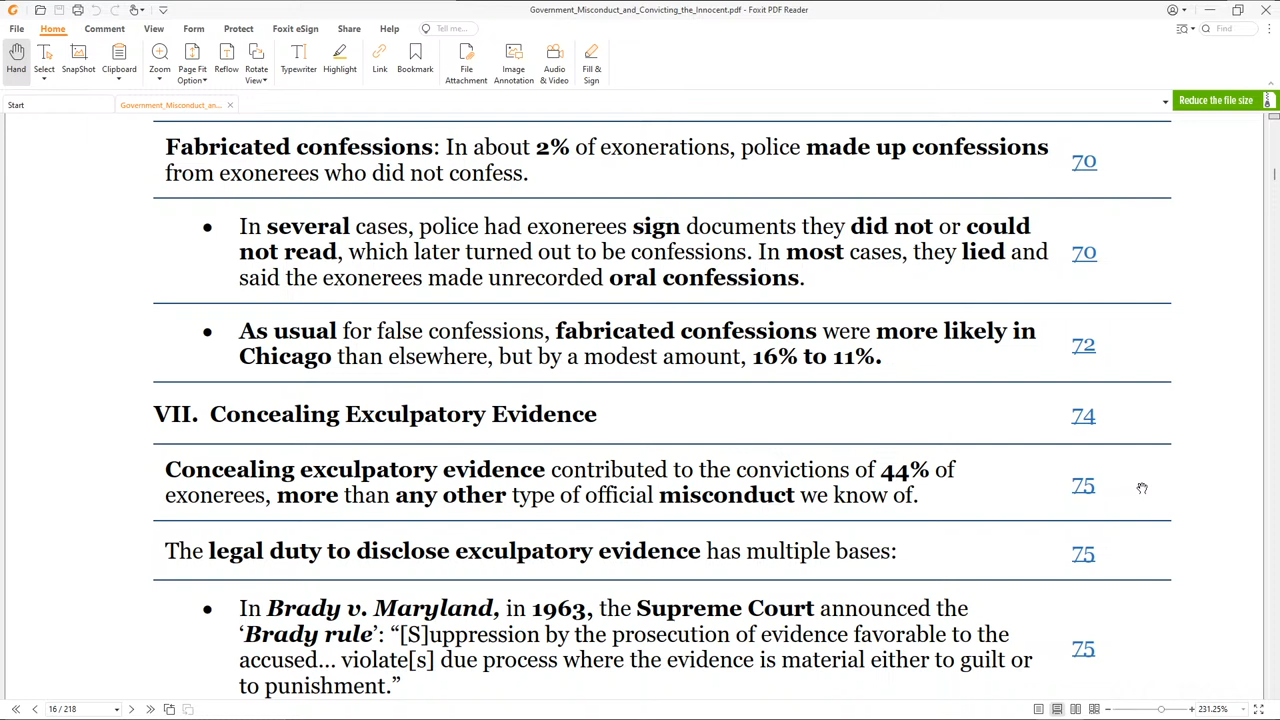 Government_Misconduct_and_Convicting_the_Innocent.pdf - Foxit PDF Reader
File Home Comment View Form Protect Foxit eSign Share Help Tell me... Find
Hand Select SnapShot Clipboard Zoom Page Fit Option Reflow Rotate View Typewriter Highlight Link Bookmark File Attachment Image Annotation Audio & Video Fill & Sign
Start Government_Misconduct_an... Reduce the file size
Fabricated confessions: In about 2% of exonerations, police made up confessions
from exonerees who did not confess. 70
• In several cases, police had exonerees sign documents they did not or could
not read, which later turned out to be confessions. In most cases, they lied and 70
said the exonerees made unrecorded oral confessions.
• As usual for false confessions, fabricated confessions were more likely in
Chicago than elsewhere, but by a modest amount, 16% to 11%. 72
VII. Concealing Exculpatory Evidence 74
Concealing exculpatory evidence contributed to the convictions of 44% of
exonerees, more than any other type of official misconduct we know of. 75
The legal duty to disclose exculpatory evidence has multiple bases: 75
• In Brady v. Maryland, in 1963, the Supreme Court announced the
‘Brady rule’: “[S]uppression by the prosecution of evidence favorable to the
accused... violate[s] due process where the evidence is material either to guilt or 75
to punishment.”
16 / 218 231.25%